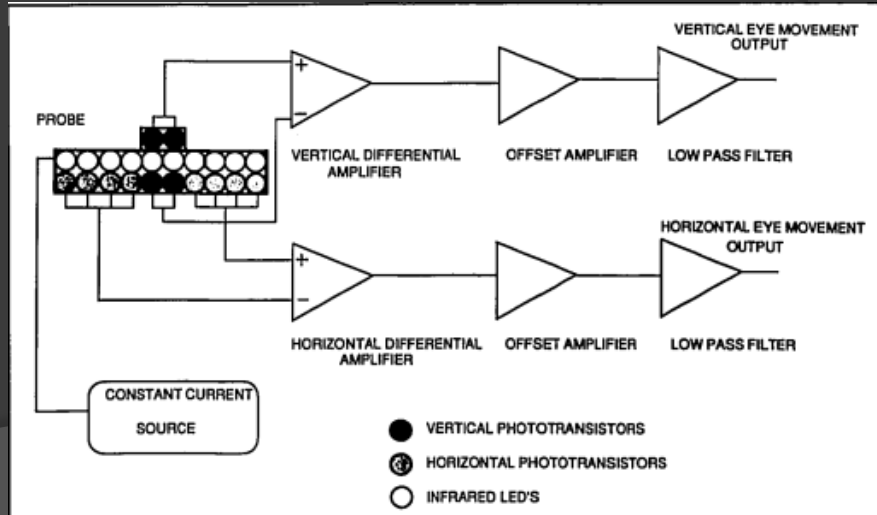 VERTICAL EYE MOVEMENT
OUTPUT
PROBE
+
−
VERTICAL DIFFERENTIAL
AMPLIFIER
OFFSET AMPLIFIER
LOW PASS FILTER
HORIZONTAL EYE MOVEMENT
OUTPUT
+
−
HORIZONTAL DIFFERENTIAL
AMPLIFIER
OFFSET AMPLIFIER
LOW PASS FILTER
CONSTANT CURRENT
SOURCE
VERTICAL PHOTOTRANSISTORS
HORIZONTAL PHOTOTRANSISTORS
INFRARED LED'S